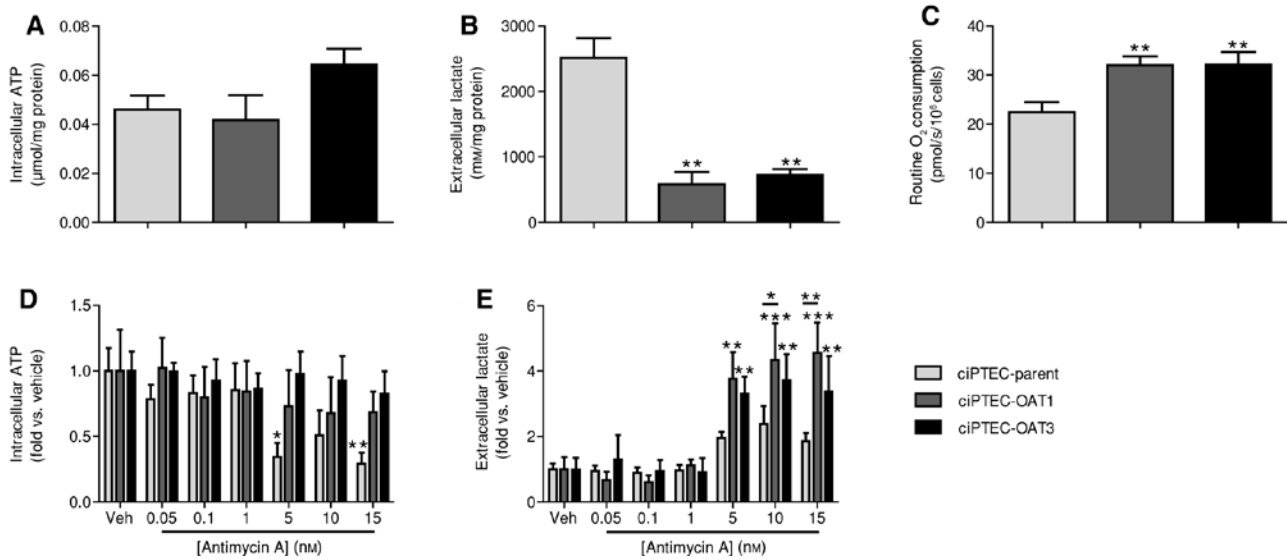 A
Intracellular ATP
(µmol/mg protein)
0.08
0.06
0.04
0.02
0.00
B
Extracellular lactate
(mM/mg protein)
3000
2000
1000
0
**
**
C
Routine O2 consumption
(pmol/s/10⁶ cells)
40
30
20
10
0
**
**
D
Intracellular ATP
(fold vs. vehicle)
1.5
1.0
0.5
0.0
*
**
Veh 0.05 0.1 1 5 10 15
[Antimycin A] (nM)
E
Extracellular lactate
(fold vs. vehicle)
6
4
2
0
* **
*** ***
** ** **
**
Veh 0.05 0.1 1 5 10 15
[Antimycin A] (nM)
ciPTEC-parent
ciPTEC-OAT1
ciPTEC-OAT3